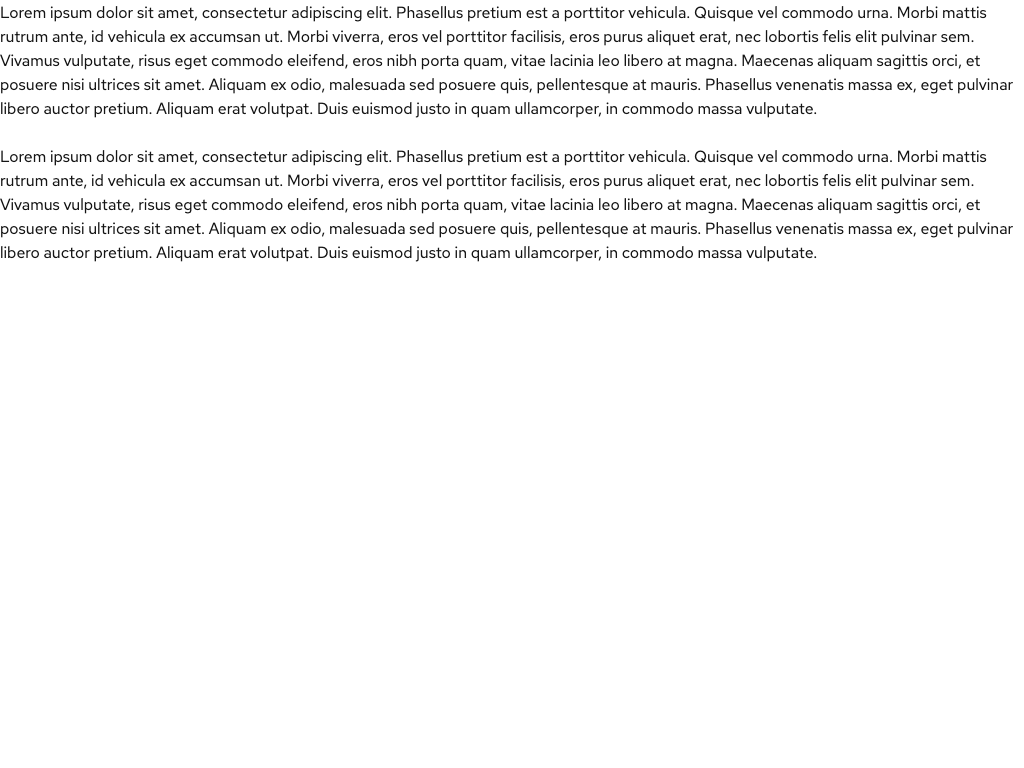 Lorem ipsum dolor sit amet, consectetur adipiscing elit. Phasellus pretium est a porttitor vehicula. Quisque vel commodo urna. Morbi mattis
rutrum ante, id vehicula ex accumsan ut. Morbi viverra, eros vel porttitor facilisis, eros purus aliquet erat, nec lobortis felis elit pulvinar sem.
Vivamus vulputate, risus eget commodo eleifend, eros nibh porta quam, vitae lacinia leo libero at magna. Maecenas aliquam sagittis orci, et
posuere nisi ultrices sit amet. Aliquam ex odio, malesuada sed posuere quis, pellentesque at mauris. Phasellus venenatis massa ex, eget pulvinar
libero auctor pretium. Aliquam erat volutpat. Duis euismod justo in quam ullamcorper, in commodo massa vulputate.

Lorem ipsum dolor sit amet, consectetur adipiscing elit. Phasellus pretium est a porttitor vehicula. Quisque vel commodo urna. Morbi mattis
rutrum ante, id vehicula ex accumsan ut. Morbi viverra, eros vel porttitor facilisis, eros purus aliquet erat, nec lobortis felis elit pulvinar sem.
Vivamus vulputate, risus eget commodo eleifend, eros nibh porta quam, vitae lacinia leo libero at magna. Maecenas aliquam sagittis orci, et
posuere nisi ultrices sit amet. Aliquam ex odio, malesuada sed posuere quis, pellentesque at mauris. Phasellus venenatis massa ex, eget pulvinar
libero auctor pretium. Aliquam erat volutpat. Duis euismod justo in quam ullamcorper, in commodo massa vulputate.